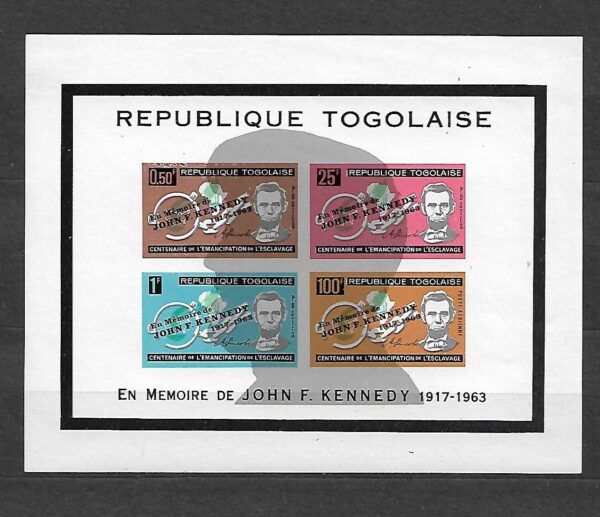 REPUBLIQUE TOGOLAISE
0.50F REPUBLIQUE TOGOLAISE
En Mémoire de
JOHN F. KENNEDY
1917-1963
A. Lincoln
CENTENAIRE DE L'EMANCIPATION DE L'ESCLAVAGE
25F REPUBLIQUE TOGOLAISE
En Mémoire de
JOHN F. KENNEDY
1917-1963
CENTENAIRE DE L'EMANCIPATION DE L'ESCLAVAGE
1F REPUBLIQUE TOGOLAISE
En Mémoire de
JOHN F. KENNEDY
1917-1963
A. Lincoln
CENTENAIRE DE L'EMANCIPATION DE L'ESCLAVAGE
100F REPUBLIQUE TOGOLAISE
POSTE AERIENNE
En Mémoire de
JOHN F. KENNEDY
1917-1963
A. Lincoln
CENTENAIRE DE L'EMANCIPATION DE L'ESCLAVAGE
EN MEMOIRE DE JOHN F. KENNEDY 1917-1963